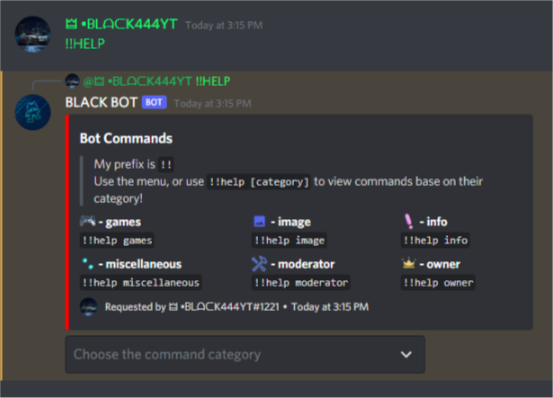 •BLᗩᑕK444YT Today at 3:15 PM
!!HELP
@ •BLᗩᑕK444YT !!HELP
BLACK BOT BOT Today at 3:15 PM
Bot Commands
My prefix is !!
Use the menu, or use !!help [category] to view commands base on their
category!
- games - image - info
!!help games !!help image !!help info
- miscellaneous - moderator - owner
!!help miscellaneous !!help moderator !!help owner
Requested by •BLᗩᑕK444YT#1221 • Today at 3:15 PM
Choose the command category